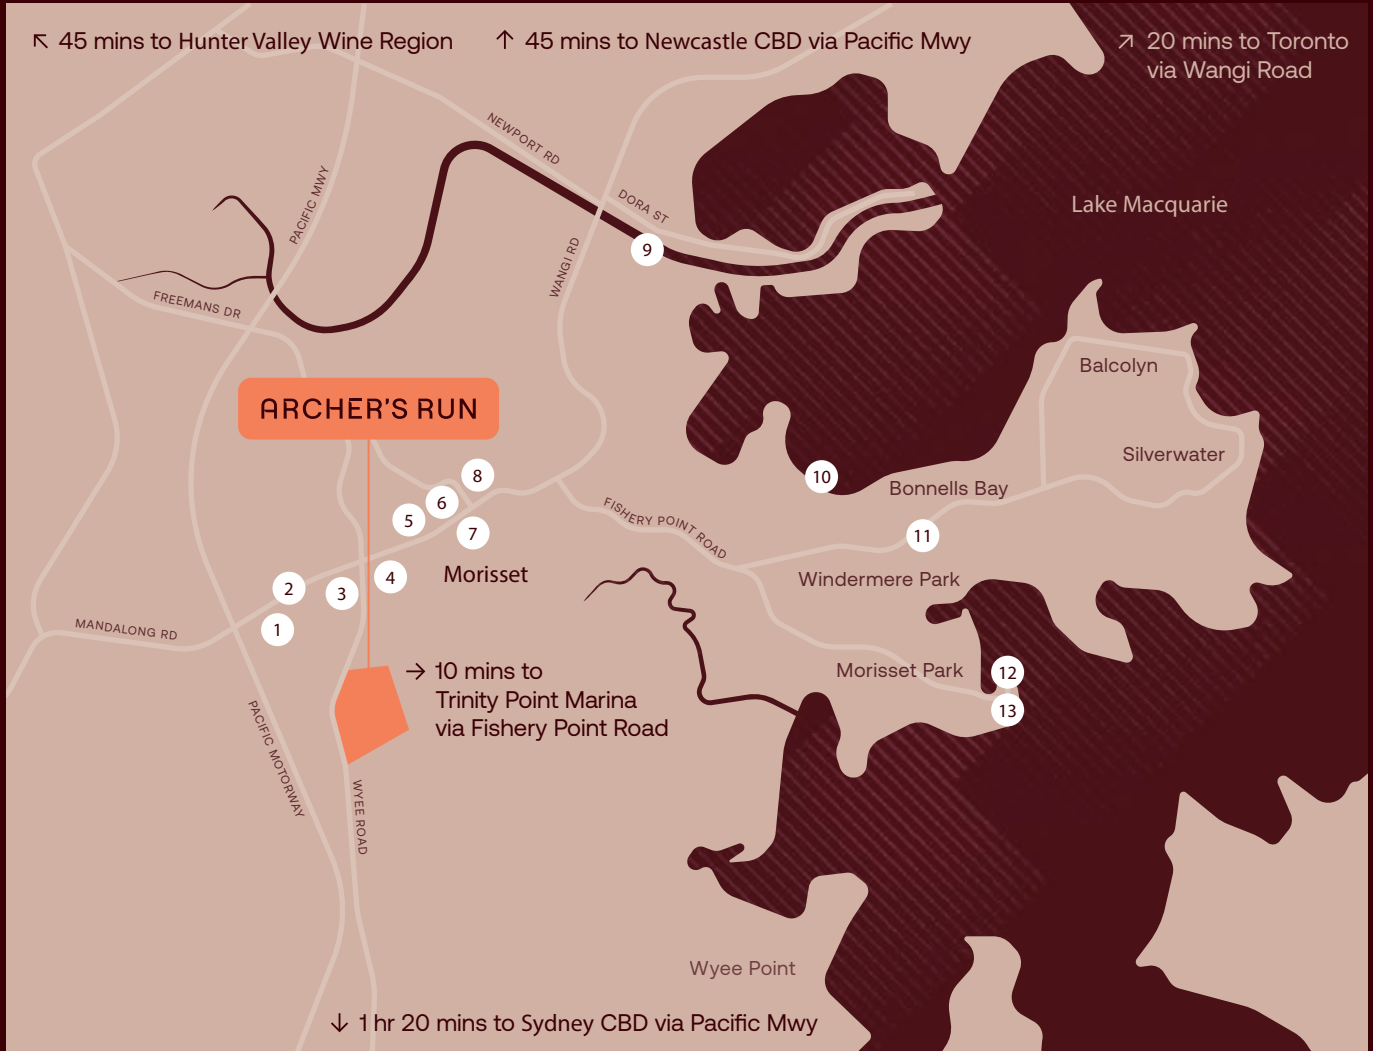 ↖ 45 mins to Hunter Valley Wine Region
↑ 45 mins to Newcastle CBD via Pacific Mwy
↗ 20 mins to Toronto
via Wangi Road
NEWPORT RD
PACIFIC MWY
DORA ST
Lake Macquarie
9
WANGI RD
FREEMANS DR
Balcolyn
ARCHER'S RUN
Silverwater
8
10
Bonnells Bay
6
5
7
FISHERY POINT ROAD
11
Morisset
4
Windermere Park
2
3
1
MANDALONG RD
→ 10 mins to
Trinity Point Marina
via Fishery Point Road
Morisset Park
12
13
PACIFIC MOTORWAY
WYEE ROAD
Wyee Point
↓ 1 hr 20 mins to Sydney CBD via Pacific Mwy